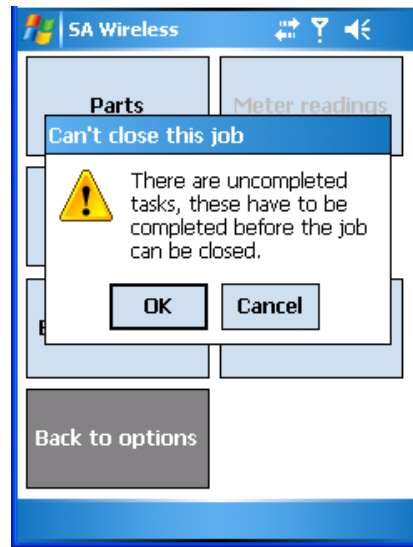 SA Wireless
Parts
Meter readings
Can't close this job
There are uncompleted
tasks, these have to be
completed before the job
can be closed.
OK
Cancel
Back to options